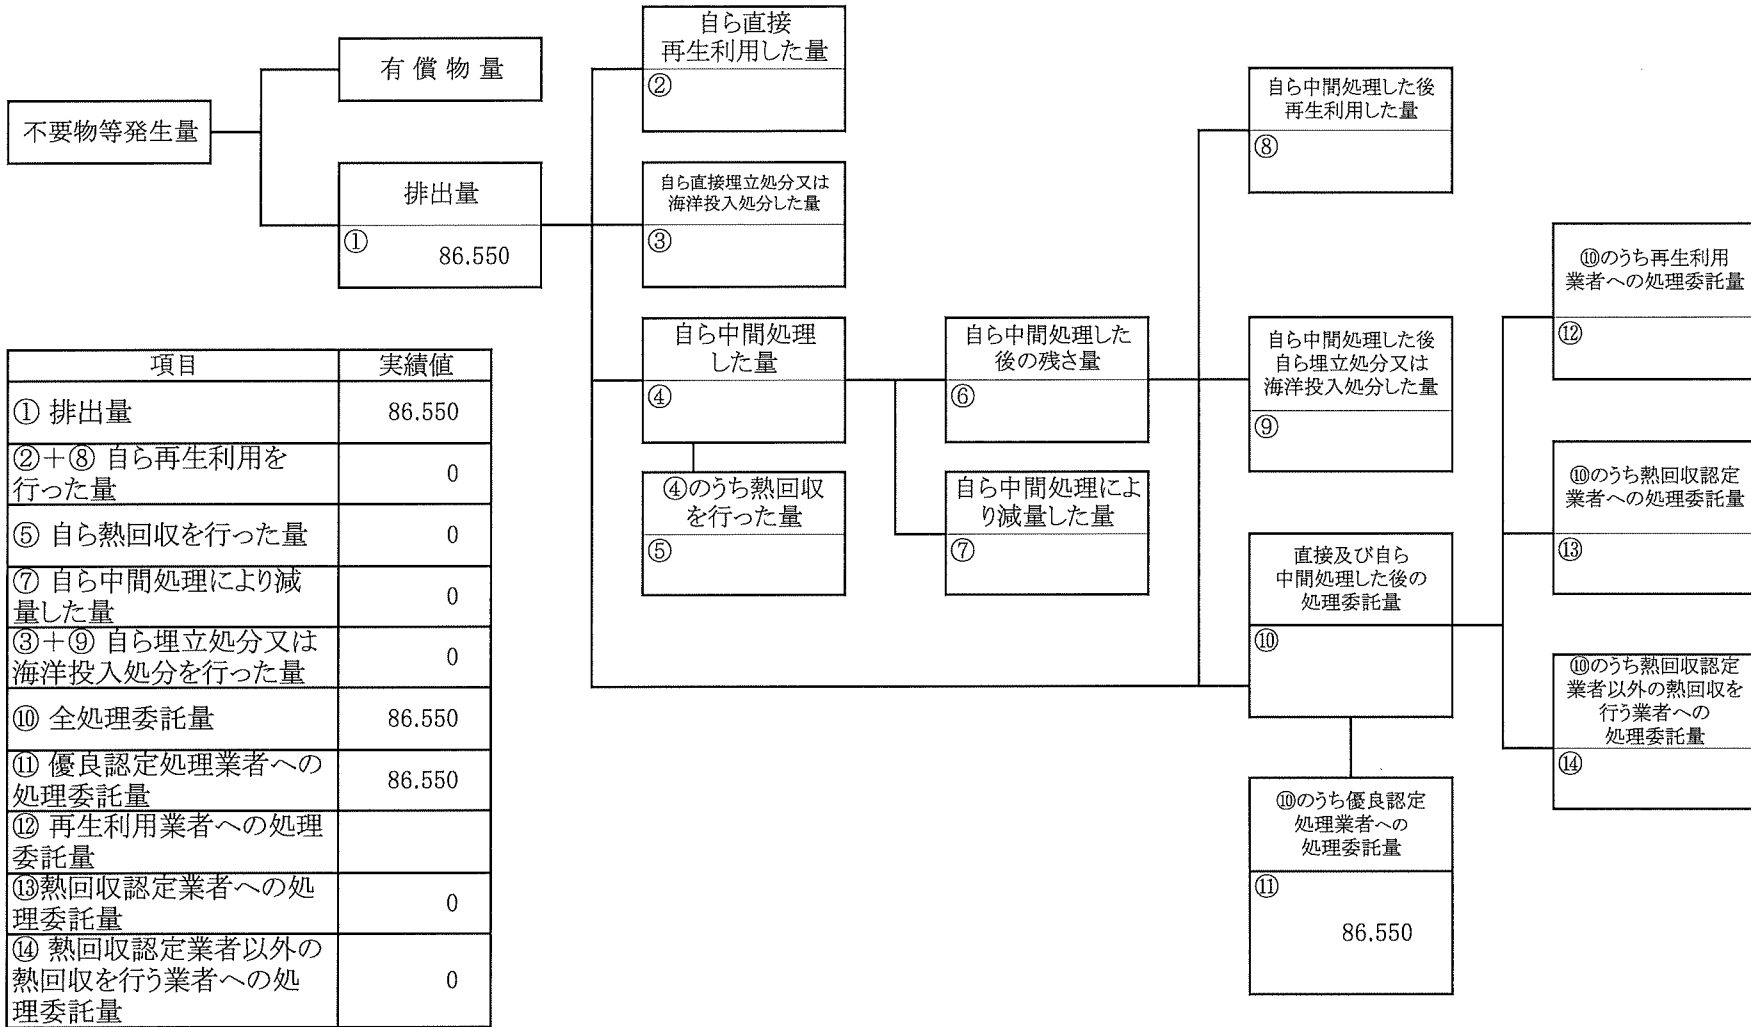 不要物等発生量
有 償 物 量
排出量
①
86.550
自ら直接
再生利用した量
②
自ら直接埋立処分又は
海洋投入処分した量
③
自ら中間処理
した量
④
④のうち熱回収
を行った量
⑤
自ら中間処理した
後の残さ量
⑥
自ら中間処理によ
り減量した量
⑦
自ら中間処理した後
再生利用した量
⑧
自ら中間処理した後
自ら埋立処分又は
海洋投入処分した量
⑨
直接及び自ら
中間処理した後の
処理委託量
⑩
⑩のうち優良認定
処理業者への
処理委託量
⑪
86.550
⑩のうち再生利用
業者への処理委託量
⑫
⑩のうち熱回収認定
業者への処理委託量
⑬
⑩のうち熱回収認定
業者以外の熱回収を
行う業者への
処理委託量
⑭
項目 実績値
① 排出量 86.550
②+⑧ 自ら再生利用を
行った量 0
⑤ 自ら熱回収を行った量 0
⑦ 自ら中間処理により減
量した量 0
③+⑨ 自ら埋立処分又は
海洋投入処分を行った量 0
⑩ 全処理委託量 86.550
⑪ 優良認定処理業者への
処理委託量 86.550
⑫ 再生利用業者への処理
委託量
⑬熱回収認定業者への処
理委託量 0
⑭ 熱回収認定業者以外の
熱回収を行う業者への処
理委託量 0